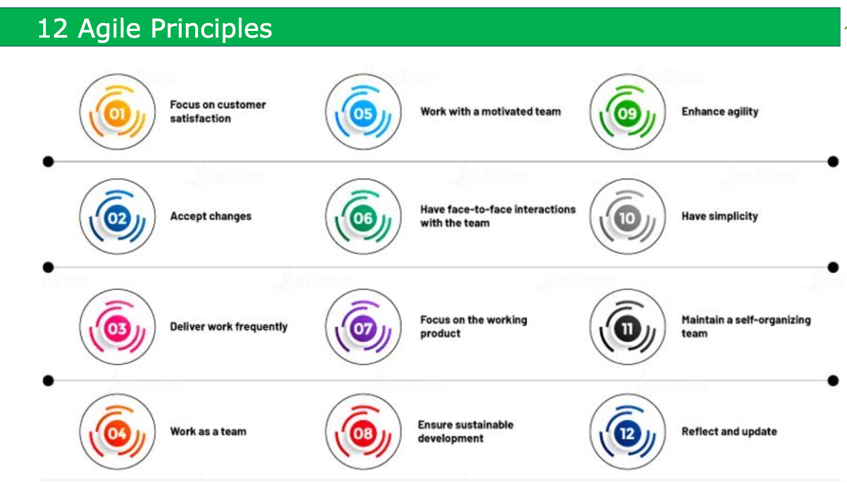 12 Agile Principles
01
Focus on customer
satisfaction
02
Accept changes
03
Deliver work frequently
04
Work as a team
05
Work with a motivated team
06
Have face-to-face interactions
with the team
07
Focus on the working
product
08
Ensure sustainable
development
09
Enhance agility
10
Have simplicity
11
Maintain a self-organizing
team
12
Reflect and update